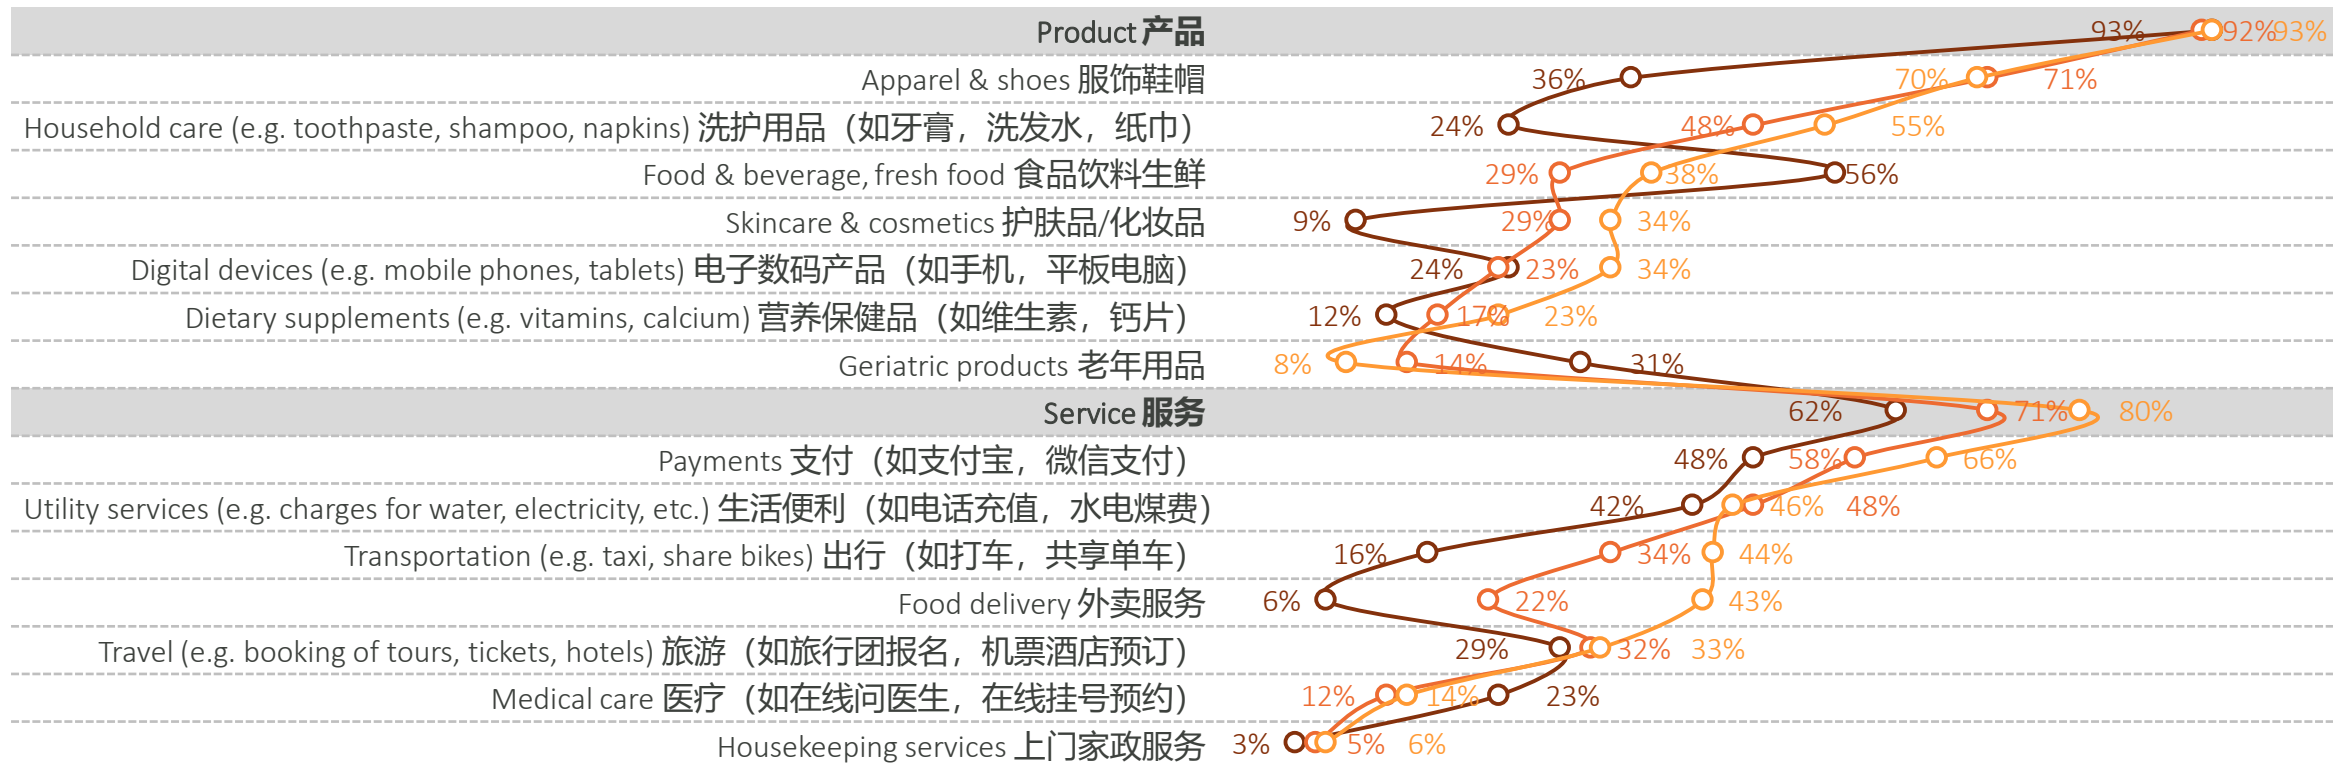 Product 产品 93% 92% 93%
Apparel & shoes 服饰鞋帽 36% 70% 71%
Household care (e.g. toothpaste, shampoo, napkins) 洗护用品（如牙膏，洗发水，纸巾） 24% 48% 55%
Food & beverage, fresh food 食品饮料生鲜 29% 38% 56%
Skincare & cosmetics 护肤品/化妆品 9% 29% 34%
Digital devices (e.g. mobile phones, tablets) 电子数码产品（如手机，平板电脑） 24% 23% 34%
Dietary supplements (e.g. vitamins, calcium) 营养保健品（如维生素，钙片） 12% 17% 23%
Geriatric products 老年用品 8% 14% 31%
Service 服务 62% 71% 80%
Payments 支付（如支付宝，微信支付） 48% 58% 66%
Utility services (e.g. charges for water, electricity, etc.) 生活便利（如电话充值，水电煤费） 42% 46% 48%
Transportation (e.g. taxi, share bikes) 出行（如打车，共享单车） 16% 34% 44%
Food delivery 外卖服务 6% 22% 43%
Travel (e.g. booking of tours, tickets, hotels) 旅游（如旅行团报名，机票酒店预订） 29% 32% 33%
Medical care 医疗（如在线问医生，在线挂号预约） 12% 14% 23%
Housekeeping services 上门家政服务 3% 5% 6%